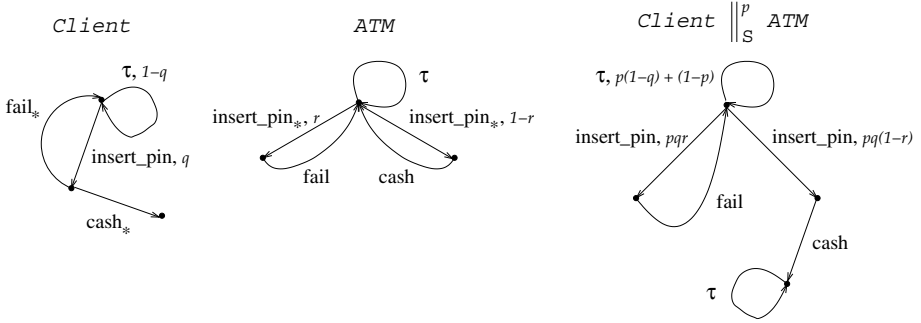 Client
τ, 1−q
fail*
insert_pin, q
cash*
ATM
τ
insert_pin*, r
insert_pin*, 1−r
fail
cash
Client ∥ᵖ_S ATM
τ, p(1−q) + (1−p)
insert_pin, pqr
insert_pin, pq(1−r)
fail
cash
τ